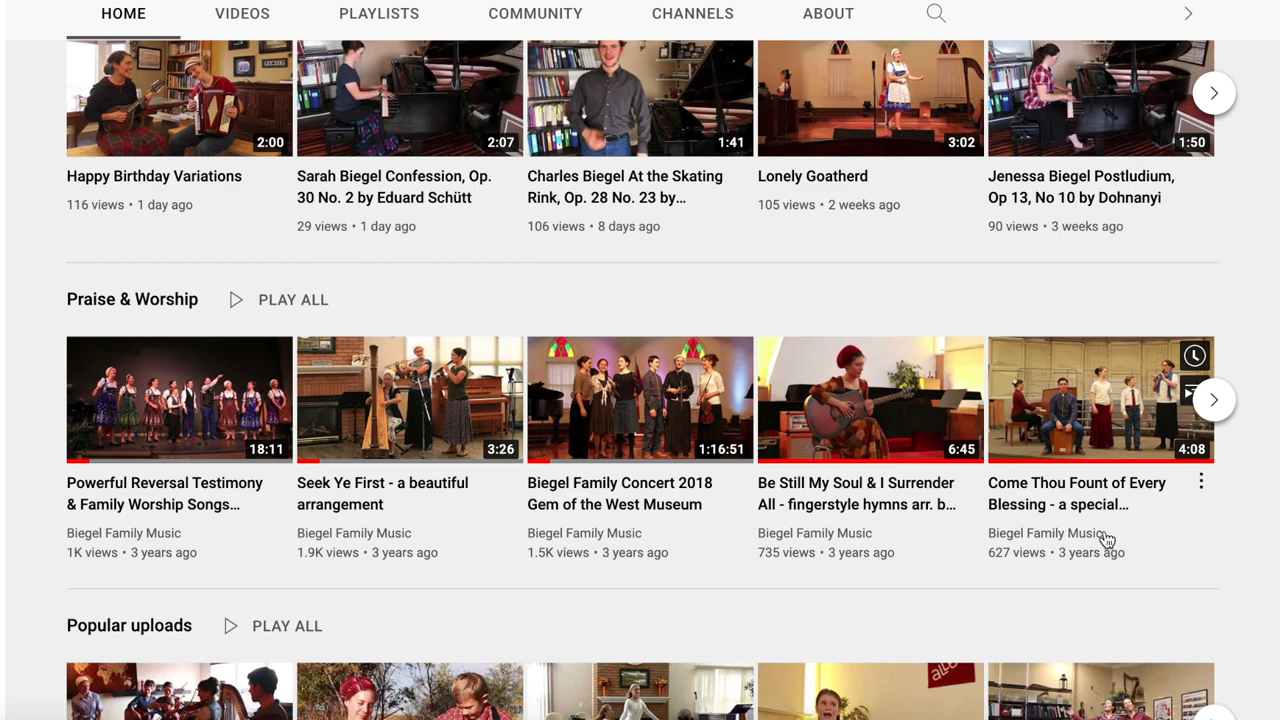 HOME VIDEOS PLAYLISTS COMMUNITY CHANNELS ABOUT
2:00 2:07 1:41 3:02 1:50
Happy Birthday Variations
116 views • 1 day ago
Sarah Biegel Confession, Op.
30 No. 2 by Eduard Schütt
29 views • 1 day ago
Charles Biegel At the Skating
Rink, Op. 28 No. 23 by...
106 views • 8 days ago
Lonely Goatherd
105 views • 2 weeks ago
Jenessa Biegel Postludium,
Op 13, No 10 by Dohnanyi
90 views • 3 weeks ago
Praise & Worship PLAY ALL
18:11 3:26 1:16:51 6:45 4:08
Powerful Reversal Testimony
& Family Worship Songs...
Biegel Family Music
1K views • 3 years ago
Seek Ye First - a beautiful
arrangement
Biegel Family Music
1.9K views • 3 years ago
Biegel Family Concert 2018
Gem of the West Museum
Biegel Family Music
1.5K views • 3 years ago
Be Still My Soul & I Surrender
All - fingerstyle hymns arr. b...
Biegel Family Music
735 views • 3 years ago
Come Thou Fount of Every
Blessing - a special...
Biegel Family Music
627 views • 3 years ago
Popular uploads PLAY ALL